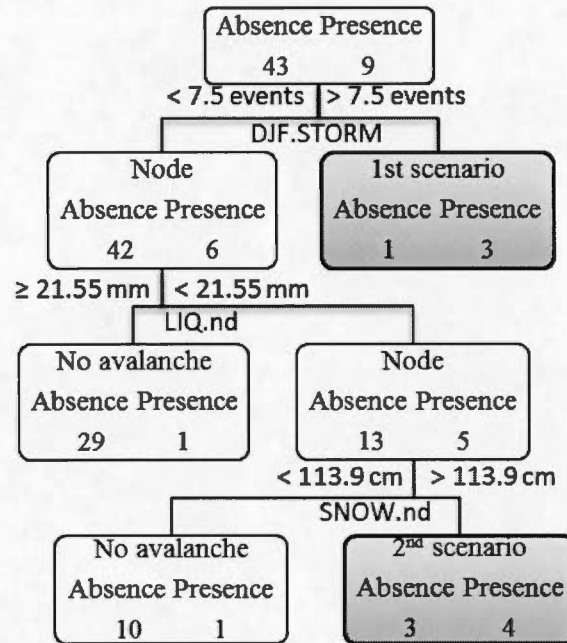 Absence Presence
43 9
< 7.5 events > 7.5 events
DJF.STORM
Node
Absence Presence
42 6
1st scenario
Absence Presence
1 3
≥ 21.55 mm < 21.55 mm
LIQ.nd
No avalanche
Absence Presence
29 1
Node
Absence Presence
13 5
< 113.9 cm > 113.9 cm
SNOW.nd
No avalanche
Absence Presence
10 1
2nd scenario
Absence Presence
3 4